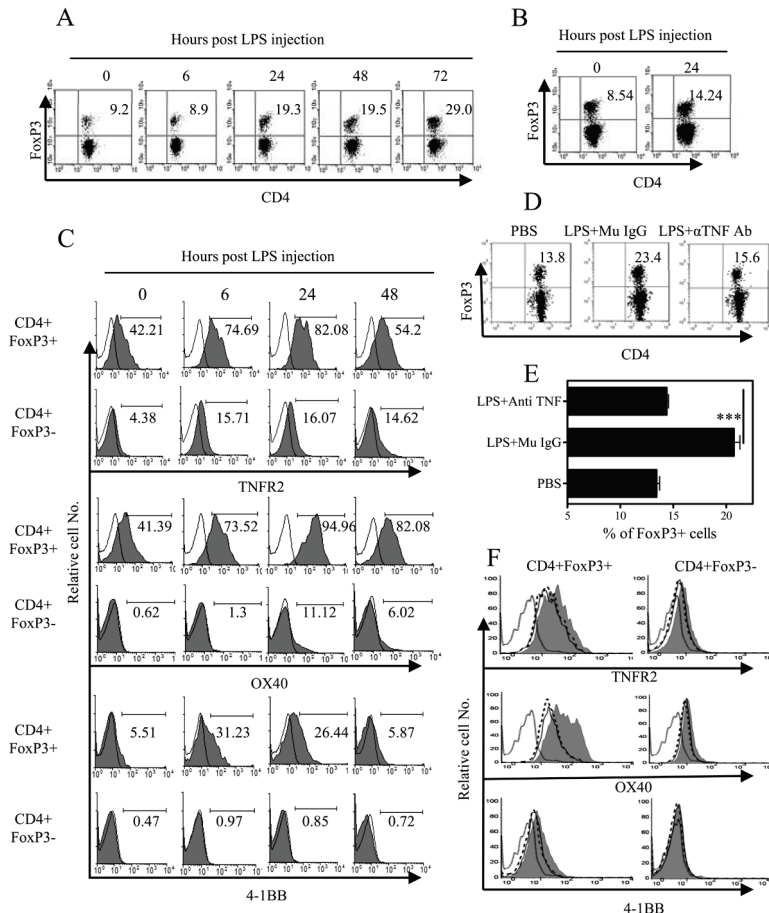 A
Hours post LPS injection
0 6 24 48 72
9.2 8.9 19.3 19.5 29.0
FoxP3
CD4
B
Hours post LPS injection
0 24
8.54 14.24
FoxP3
CD4
C
Hours post LPS injection
0 6 24 48
CD4+ FoxP3+
42.21 74.69 82.08 54.2
CD4+ FoxP3-
4.38 15.71 16.07 14.62
TNFR2
CD4+ FoxP3+
41.39 73.52 94.96 82.08
CD4+ FoxP3-
0.62 1.3 11.12 6.02
OX40
CD4+ FoxP3+
5.51 31.23 26.44 5.87
CD4+ FoxP3-
0.47 0.97 0.85 0.72
4-1BB
Relative cell No.
D
PBS LPS+Mu IgG LPS+αTNF Ab
13.8 23.4 15.6
FoxP3
CD4
E
LPS+Anti TNF
LPS+Mu IgG
PBS
***
5 10 15 20
% of FoxP3+ cells
F
CD4+FoxP3+ CD4+FoxP3-
TNFR2
OX40
4-1BB
Relative cell No.